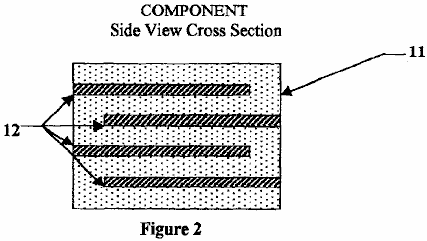 COMPONENT
Side View Cross Section
11
12
Figure 2